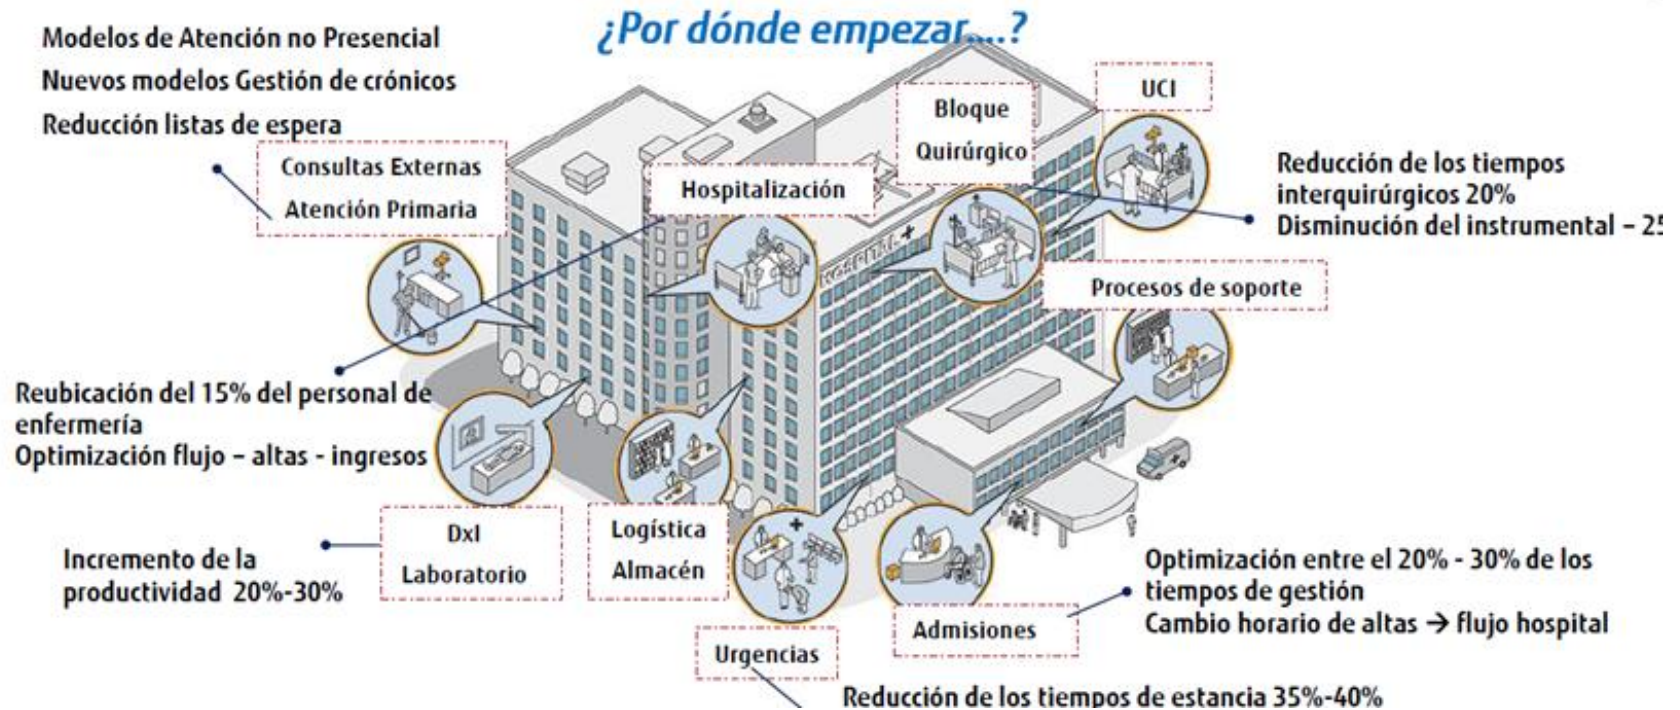 ¿Por dónde empezar....?
Modelos de Atención no Presencial
Nuevos modelos Gestión de crónicos
Reducción listas de espera
Consultas Externas
Atención Primaria
Hospitalización
Bloque
Quirúrgico
UCI
Reducción de los tiempos
interquirúrgicos 20%
Disminución del instrumental – 25
HOSPITAL
Procesos de soporte
Reubicación del 15% del personal de
enfermería
Optimización flujo – altas - ingresos
DxI
Laboratorio
Incremento de la
productividad 20%-30%
Logística
Almacén
Urgencias
Admisiones
Optimización entre el 20% - 30% de los
tiempos de gestión
Cambio horario de altas → flujo hospital
Reducción de los tiempos de estancia 35%-40%